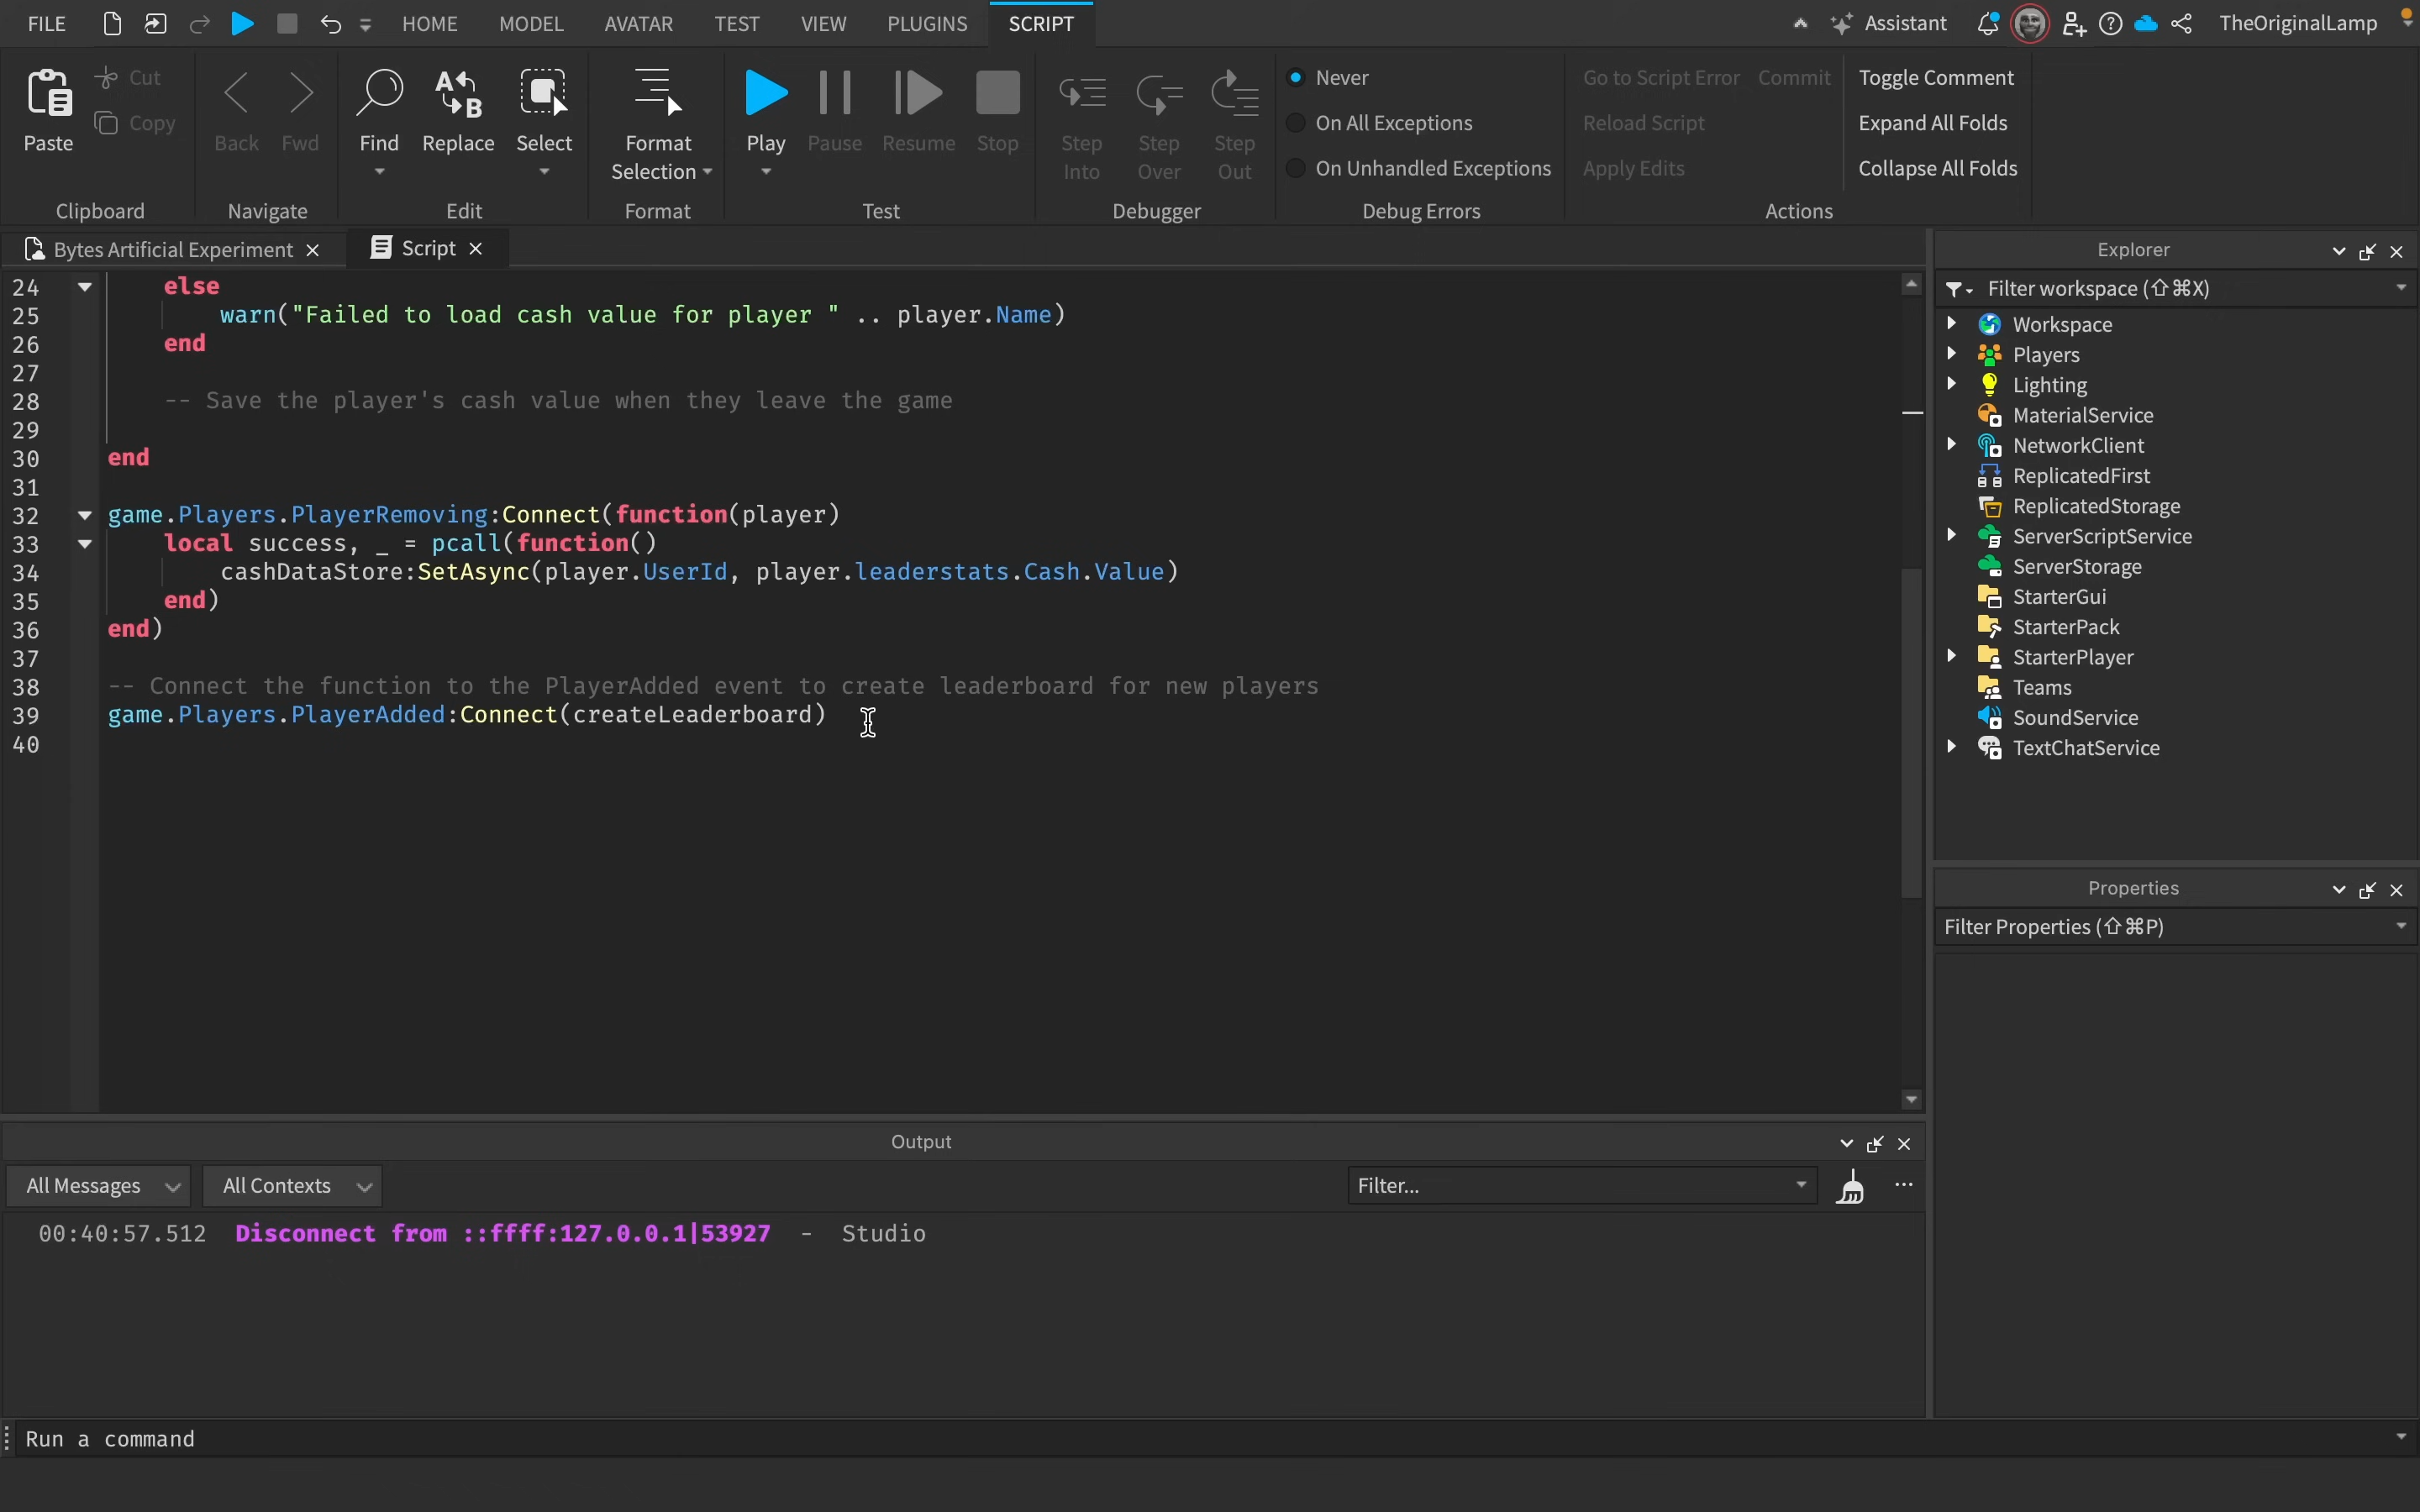 FILE HOME MODEL AVATAR TEST VIEW PLUGINS SCRIPT Assistant TheOriginalLamp
Paste Cut Copy
Clipboard
Back Fwd
Navigate
Find Replace Select
Edit
Format
Selection
Format
Play Pause Resume Stop
Test
Step Into
Step Over
Step Out
Debugger
Never
On All Exceptions
On Unhandled Exceptions
Debug Errors
Go to Script Error Commit
Reload Script
Apply Edits
Toggle Comment
Expand All Folds
Collapse All Folds
Actions
Bytes Artificial Experiment
Script
24 else
25 warn("Failed to load cash value for player " .. player.Name)
26 end
27
28 -- Save the player's cash value when they leave the game
29
30 end
31
32 game.Players.PlayerRemoving:Connect(function(player)
33 local success, _ = pcall(function()
34 cashDataStore:SetAsync(player.UserId, player.leaderstats.Cash.Value)
35 end)
36 end)
37
38 -- Connect the function to the PlayerAdded event to create leaderboard for new players
39 game.Players.PlayerAdded:Connect(createLeaderboard)
40
Explorer
Filter workspace (⇧⌘X)
Workspace
Players
Lighting
MaterialService
NetworkClient
ReplicatedFirst
ReplicatedStorage
ServerScriptService
ServerStorage
StarterGui
StarterPack
StarterPlayer
Teams
SoundService
TextChatService
Properties
Filter Properties (⇧⌘P)
Output
All Messages All Contexts Filter...
00:40:57.512 Disconnect from ::ffff:127.0.0.1|53927 - Studio
Run a command